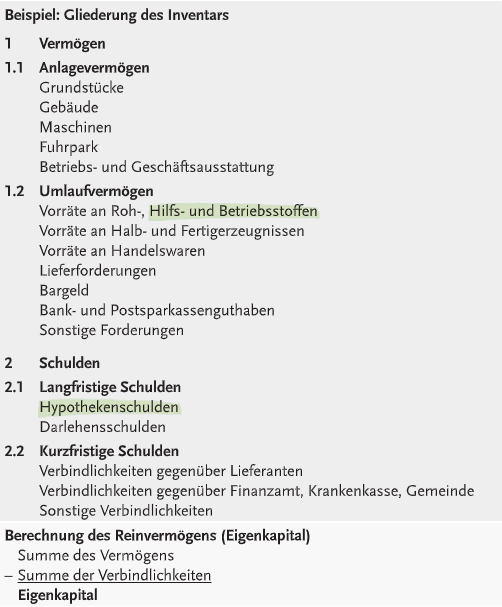 Beispiel: Gliederung des Inventars
1 Vermögen
1.1 Anlagevermögen
Grundstücke
Gebäude
Maschinen
Fuhrpark
Betriebs- und Geschäftsausstattung
1.2 Umlaufvermögen
Vorräte an Roh-, Hilfs- und Betriebsstoffen
Vorräte an Halb- und Fertigerzeugnissen
Vorräte an Handelswaren
Lieferforderungen
Bargeld
Bank- und Postsparkassenguthaben
Sonstige Forderungen
2 Schulden
2.1 Langfristige Schulden
Hypothekenschulden
Darlehensschulden
2.2 Kurzfristige Schulden
Verbindlichkeiten gegenüber Lieferanten
Verbindlichkeiten gegenüber Finanzamt, Krankenkasse, Gemeinde
Sonstige Verbindlichkeiten
Berechnung des Reinvermögens (Eigenkapital)
Summe des Vermögens
– Summe der Verbindlichkeiten
Eigenkapital